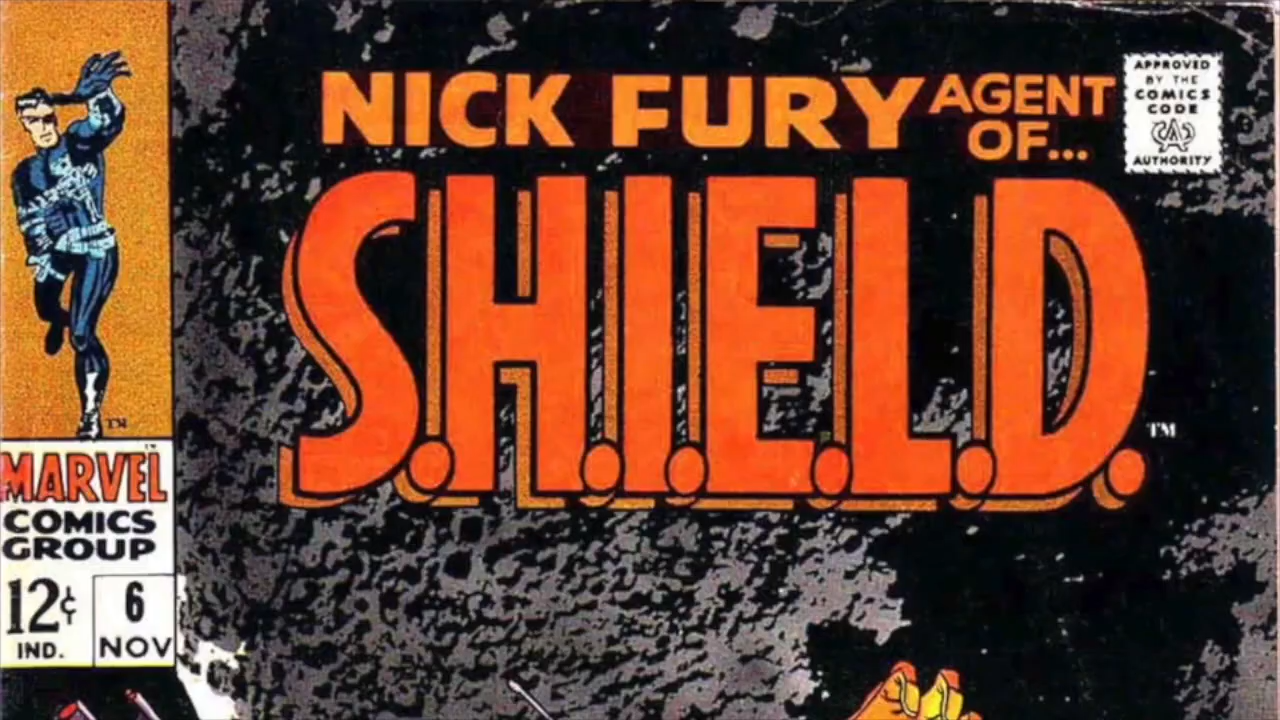 NICK FURY AGENT
OF...
S.H.I.E.L.D.
TM
APPROVED
BY THE
COMICS
CODE
CA
AUTHORITY
TM
MARVEL
COMICS
GROUP
12¢
IND.
6
NOV